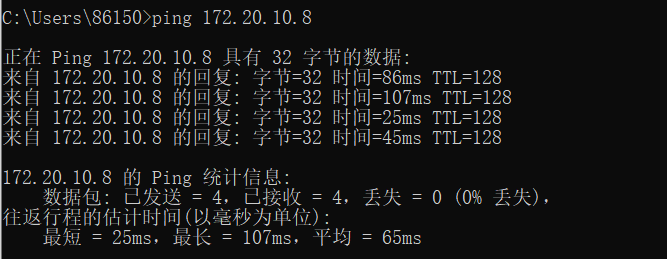 C:\Users\86150>ping 172.20.10.8
正在 Ping 172.20.10.8 具有 32 字节的数据:
来自 172.20.10.8 的回复: 字节=32 时间=86ms TTL=128
来自 172.20.10.8 的回复: 字节=32 时间=107ms TTL=128
来自 172.20.10.8 的回复: 字节=32 时间=25ms TTL=128
来自 172.20.10.8 的回复: 字节=32 时间=45ms TTL=128
172.20.10.8 的 Ping 统计信息:
数据包: 已发送 = 4，已接收 = 4，丢失 = 0 (0% 丢失)，
往返行程的估计时间(以毫秒为单位):
最短 = 25ms，最长 = 107ms，平均 = 65ms